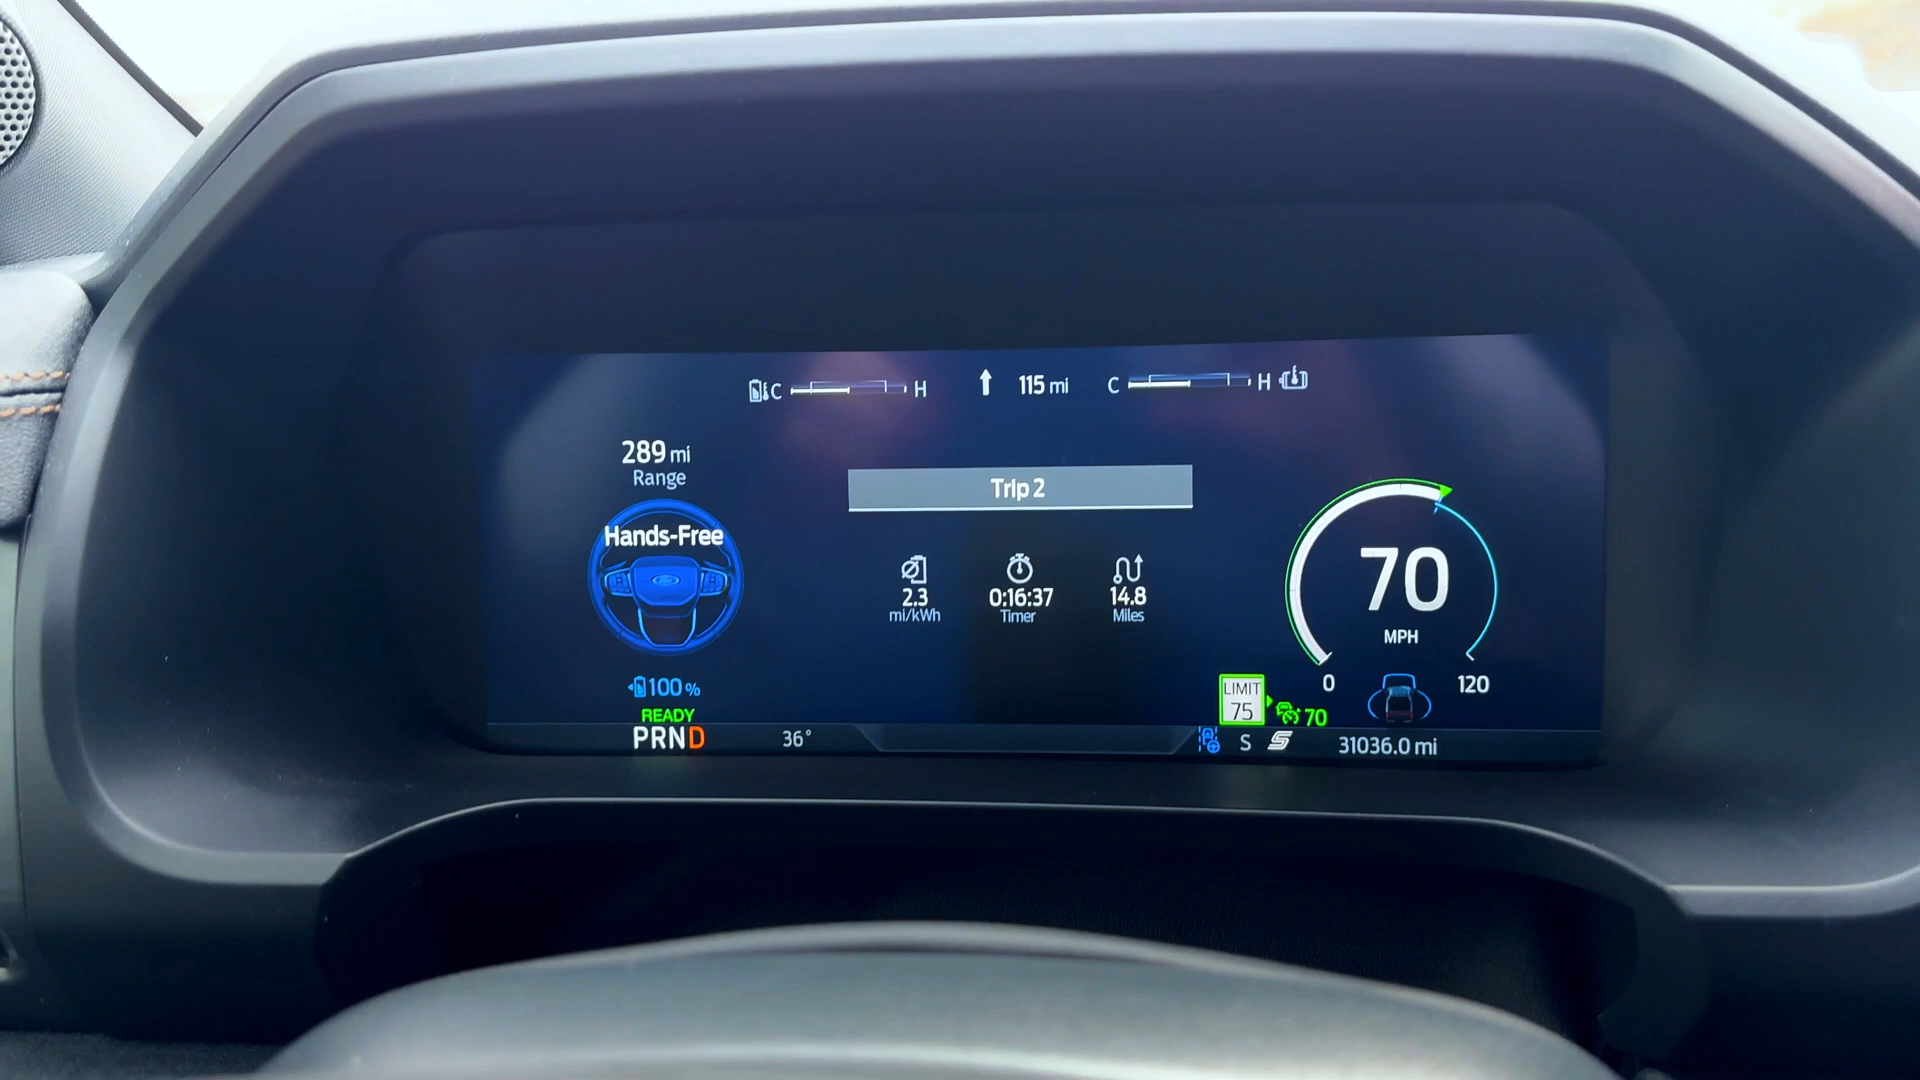 C H 115 mi C H
289 mi
Range
Hands-Free
Ford
Trip 2
2.3
mi/kWh
0:16:37
Timer
14.8
Miles
70
MPH
0 120
100 %
READY
PRND
36°
LIMIT
75
70
S
31036.0 mi